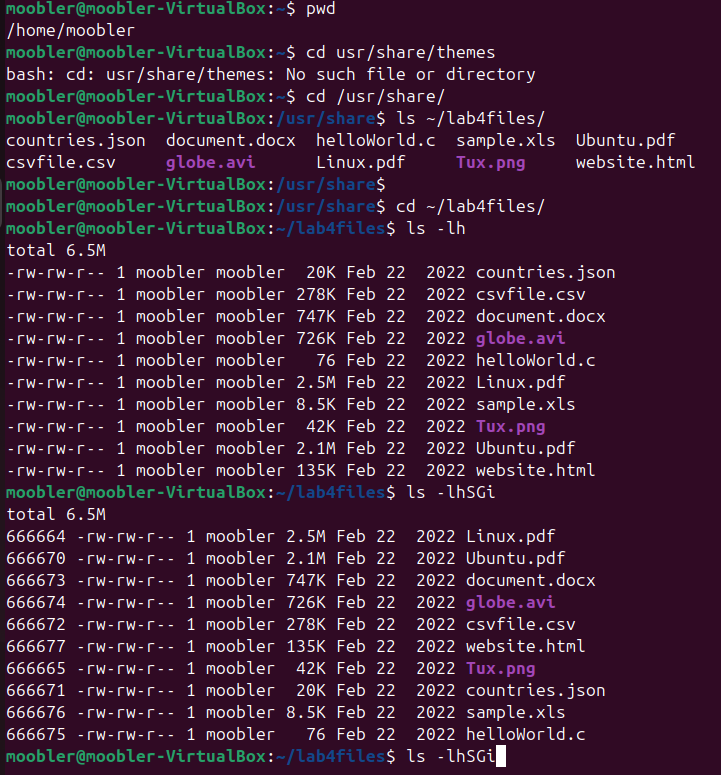 moobler@moobler-VirtualBox:~$ pwd
/home/moobler
moobler@moobler-VirtualBox:~$ cd usr/share/themes
bash: cd: usr/share/themes: No such file or directory
moobler@moobler-VirtualBox:~$ cd /usr/share/
moobler@moobler-VirtualBox:/usr/share$ ls ~/lab4files/
countries.json  document.docx  helloWorld.c  sample.xls  Ubuntu.pdf
csvfile.csv     globe.avi      Linux.pdf     Tux.png     website.html
moobler@moobler-VirtualBox:/usr/share$
moobler@moobler-VirtualBox:/usr/share$ cd ~/lab4files/
moobler@moobler-VirtualBox:~/lab4files$ ls -lh
total 6.5M
-rw-rw-r-- 1 moobler moobler  20K Feb 22  2022 countries.json
-rw-rw-r-- 1 moobler moobler 278K Feb 22  2022 csvfile.csv
-rw-rw-r-- 1 moobler moobler 747K Feb 22  2022 document.docx
-rw-rw-r-- 1 moobler moobler 726K Feb 22  2022 globe.avi
-rw-rw-r-- 1 moobler moobler   76 Feb 22  2022 helloWorld.c
-rw-rw-r-- 1 moobler moobler 2.5M Feb 22  2022 Linux.pdf
-rw-rw-r-- 1 moobler moobler 8.5K Feb 22  2022 sample.xls
-rw-rw-r-- 1 moobler moobler  42K Feb 22  2022 Tux.png
-rw-rw-r-- 1 moobler moobler 2.1M Feb 22  2022 Ubuntu.pdf
-rw-rw-r-- 1 moobler moobler 135K Feb 22  2022 website.html
moobler@moobler-VirtualBox:~/lab4files$ ls -lhSGi
total 6.5M
666664 -rw-rw-r-- 1 moobler 2.5M Feb 22  2022 Linux.pdf
666670 -rw-rw-r-- 1 moobler 2.1M Feb 22  2022 Ubuntu.pdf
666673 -rw-rw-r-- 1 moobler 747K Feb 22  2022 document.docx
666674 -rw-rw-r-- 1 moobler 726K Feb 22  2022 globe.avi
666672 -rw-rw-r-- 1 moobler 278K Feb 22  2022 csvfile.csv
666677 -rw-rw-r-- 1 moobler 135K Feb 22  2022 website.html
666665 -rw-rw-r-- 1 moobler  42K Feb 22  2022 Tux.png
666671 -rw-rw-r-- 1 moobler  20K Feb 22  2022 countries.json
666676 -rw-rw-r-- 1 moobler 8.5K Feb 22  2022 sample.xls
666675 -rw-rw-r-- 1 moobler   76 Feb 22  2022 helloWorld.c
moobler@moobler-VirtualBox:~/lab4files$ ls -lhSGi